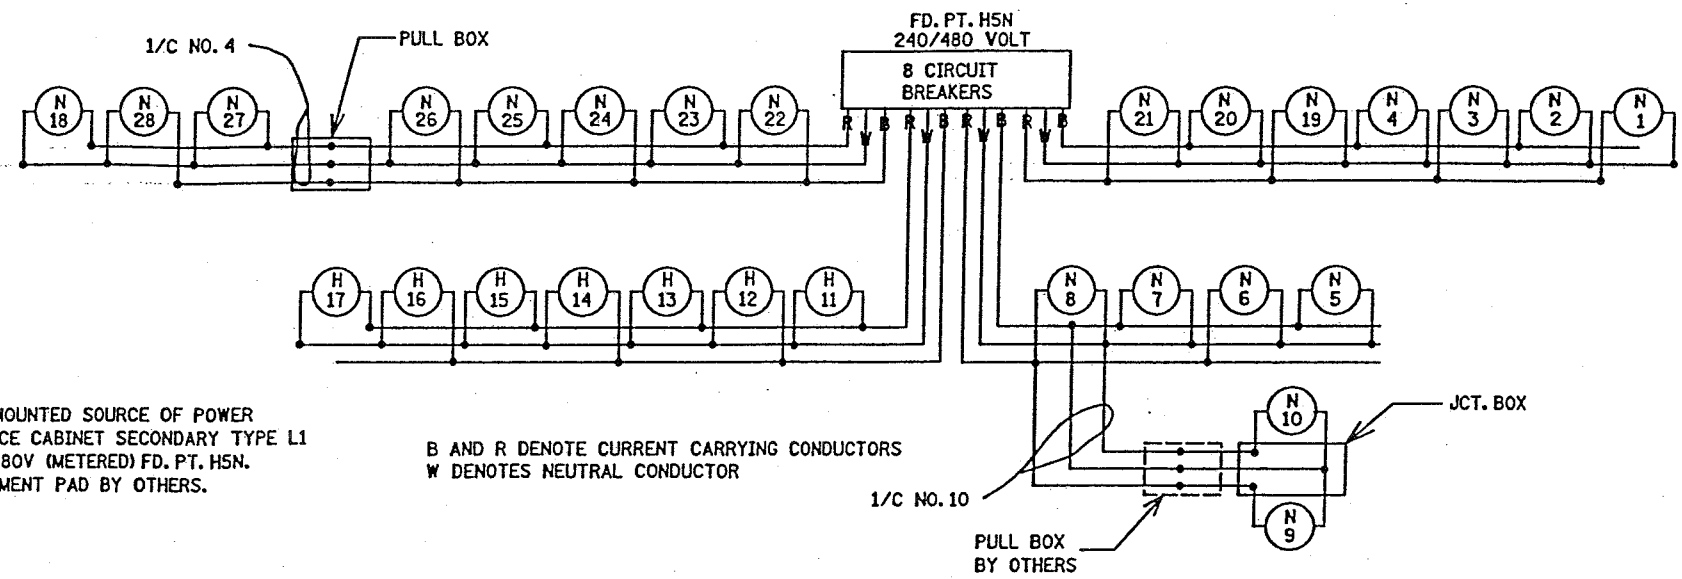 FD. PT. H5N
240/480 VOLT
8 CIRCUIT
BREAKERS
1/C NO. 4
PULL BOX
N 18
N 28
N 27
N 26
N 25
N 24
N 23
N 22
R W B R W B R W B R W B
N 21
N 20
N 19
N 4
N 3
N 2
N 1
H 17
H 16
H 15
H 14
H 13
H 12
H 11
N 8
N 7
N 6
N 5
MOUNTED SOURCE OF POWER
CE CABINET SECONDARY TYPE L1
80V (METERED) FD. PT. H5N.
MENT PAD BY OTHERS.
B AND R DENOTE CURRENT CARRYING CONDUCTORS
W DENOTES NEUTRAL CONDUCTOR
N 10
JCT. BOX
1/C NO. 10
N 9
PULL BOX
BY OTHERS